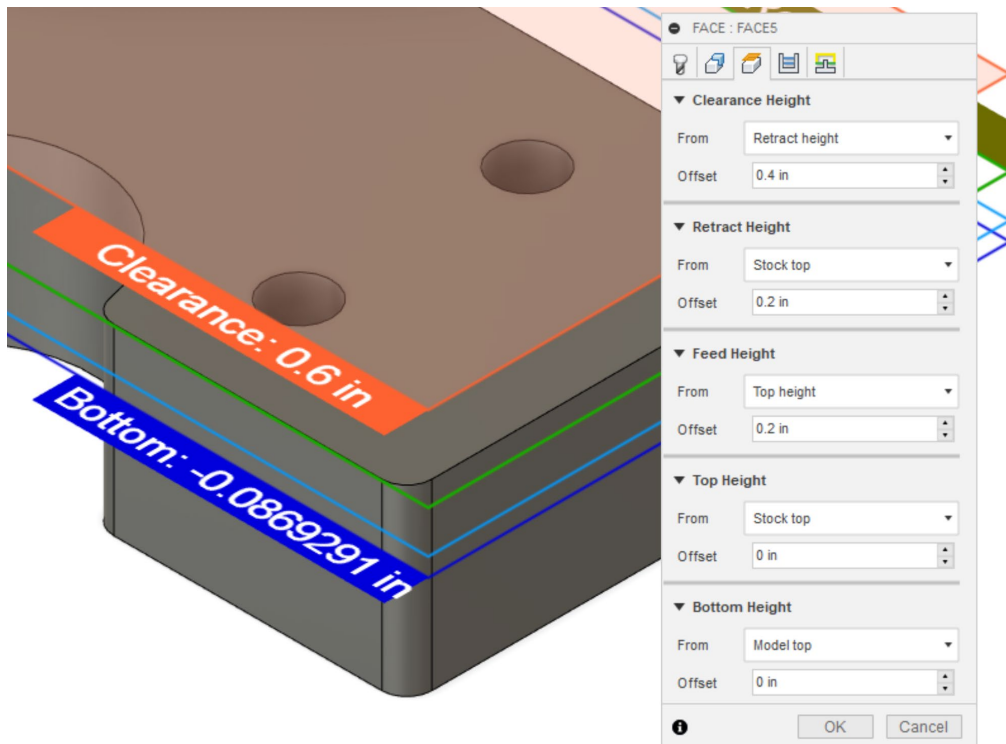 FACE : FACE5
Clearance Height
From Retract height
Offset 0.4 in
Retract Height
From Stock top
Offset 0.2 in
Feed Height
From Top height
Offset 0.2 in
Top Height
From Stock top
Offset 0 in
Bottom Height
From Model top
Offset 0 in
OK Cancel
Clearance: 0.6 in
Bottom: -0.0869291 in